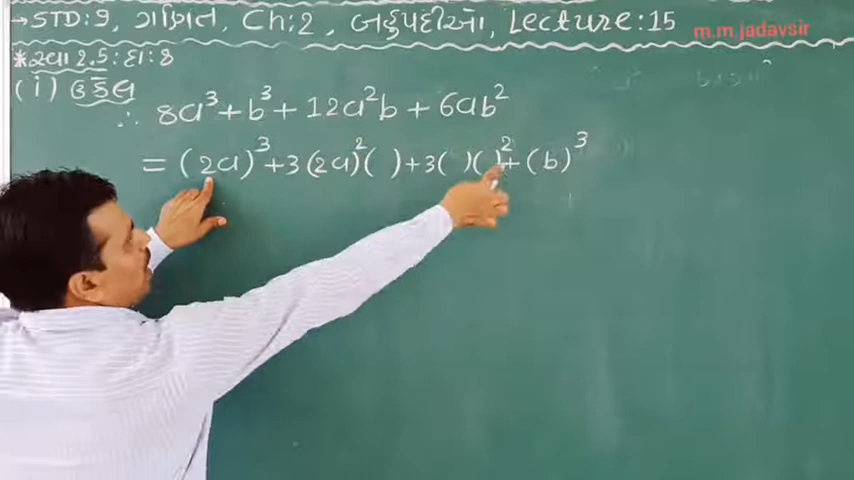 →STD:9, ગણિત, CH:2, બહુપદીઓ, Lecture:15
m.m.jadavsir
*સ્વા 2.5: દા: 8
(i) ઉકેલ
∴ 8a³+b³+12a²b+6ab²
=(2a)³+3(2a)²( )+3( )( )²+(b)³